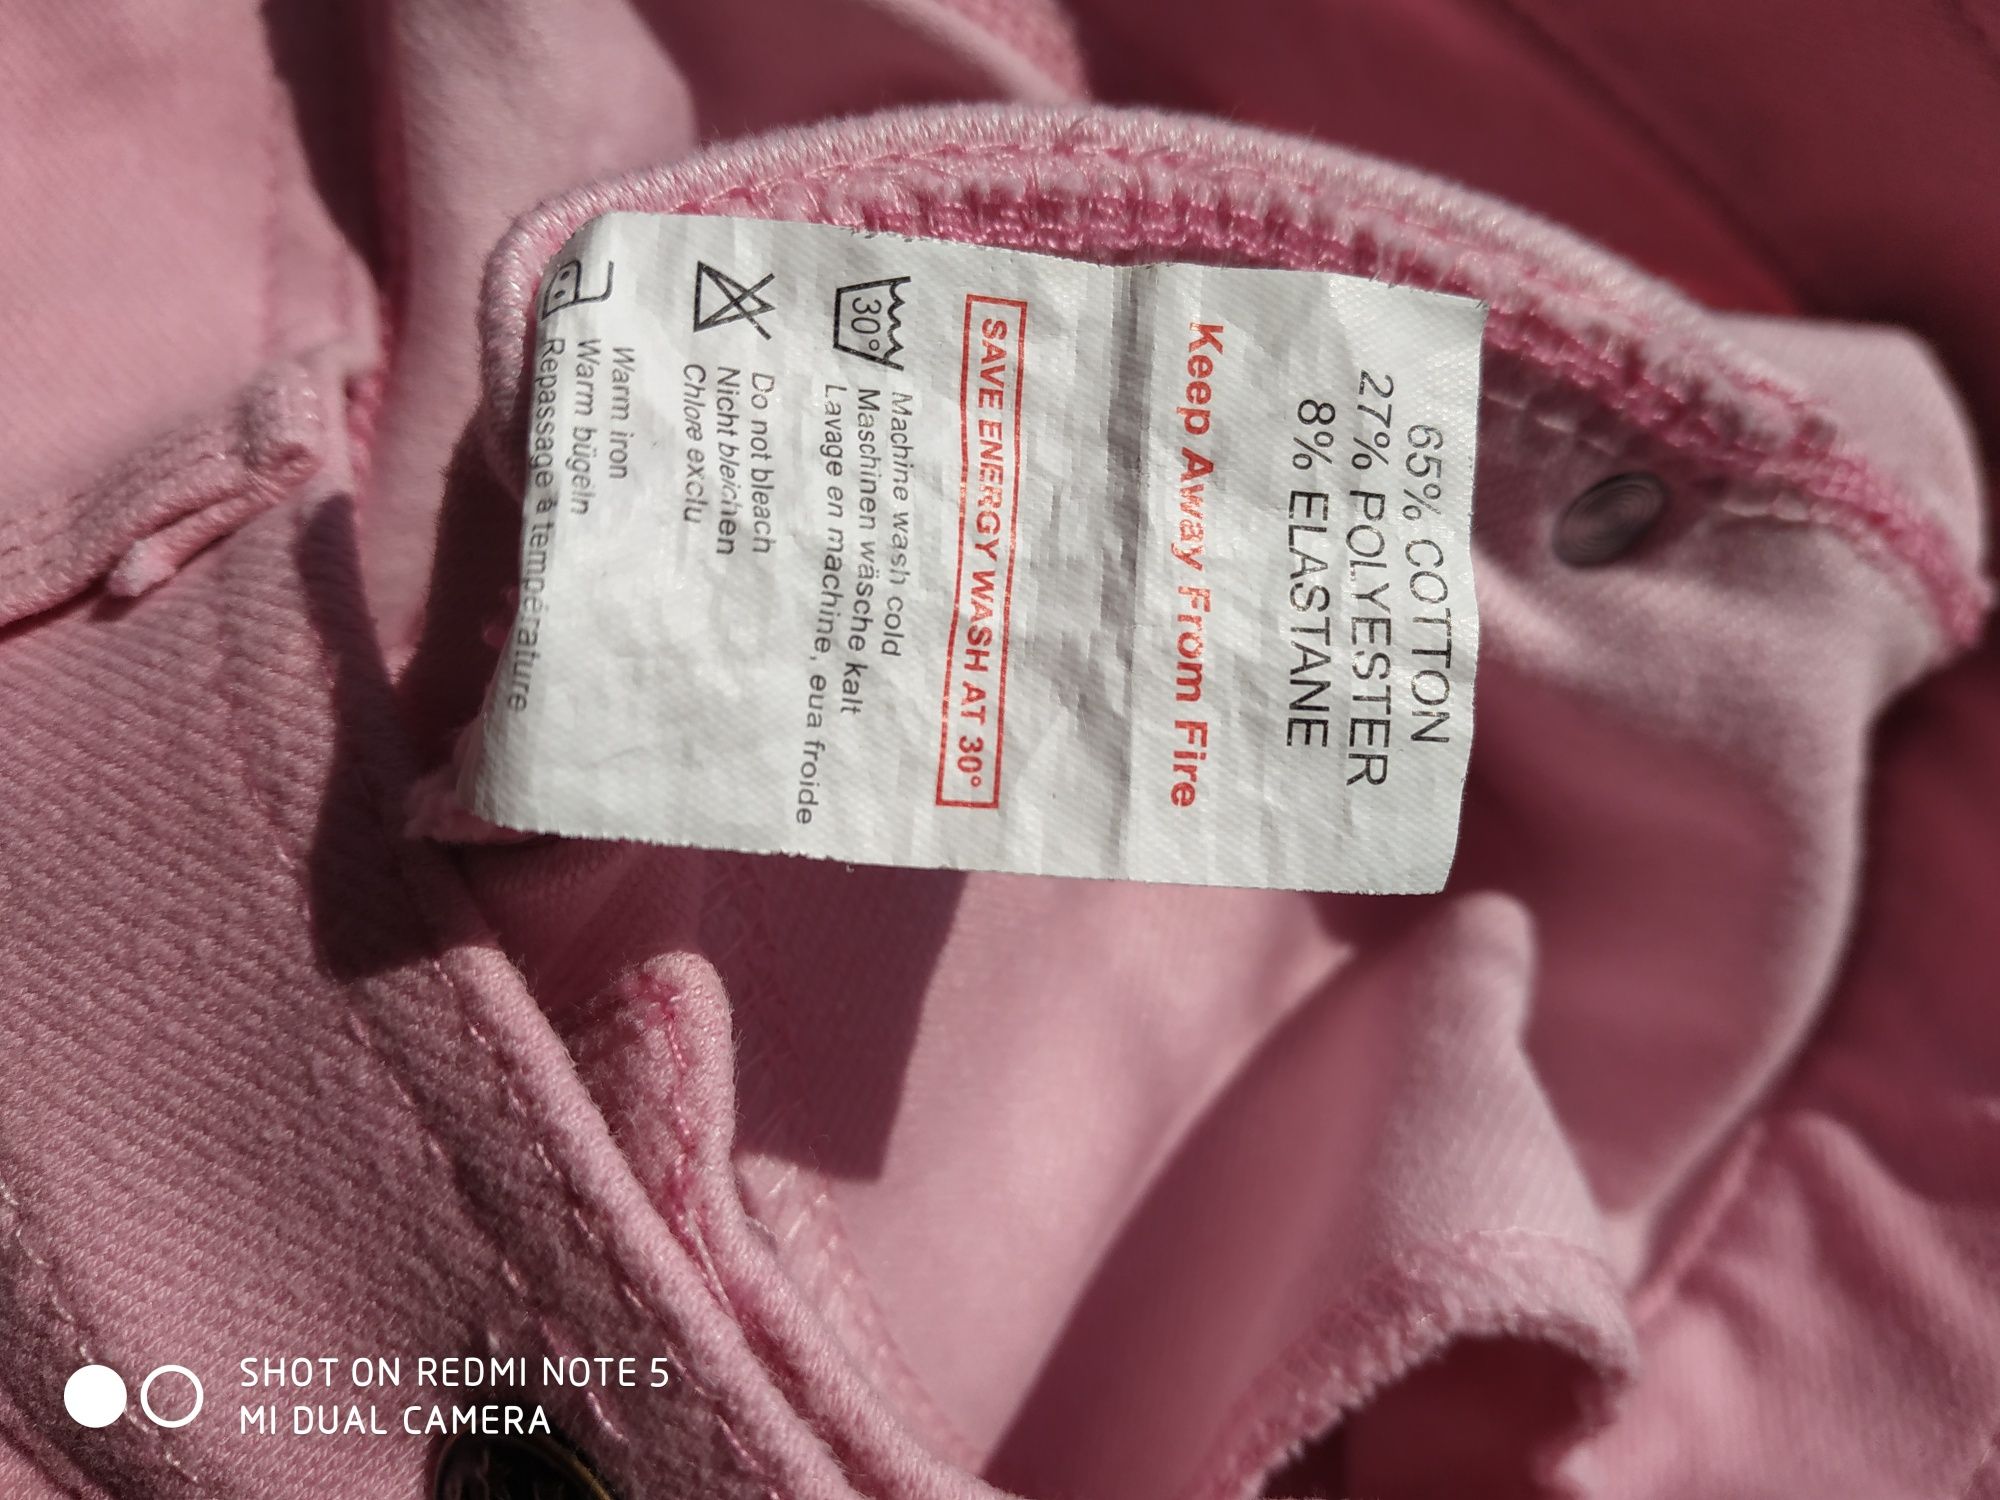 65% COTTON
27% POLYESTER
8% ELASTANE
Keep Away From Fire
SAVE ENERGY WASH AT 30°
30°
Machine wash cold
Maschinen wäsche kalt
Lavage en machine, eua froide
Do not bleach
Nicht bleichen
Chlore exclu
Warm iron
Warm bügeln
Repassage à température
SHOT ON REDMI NOTE 5
MI DUAL CAMERA